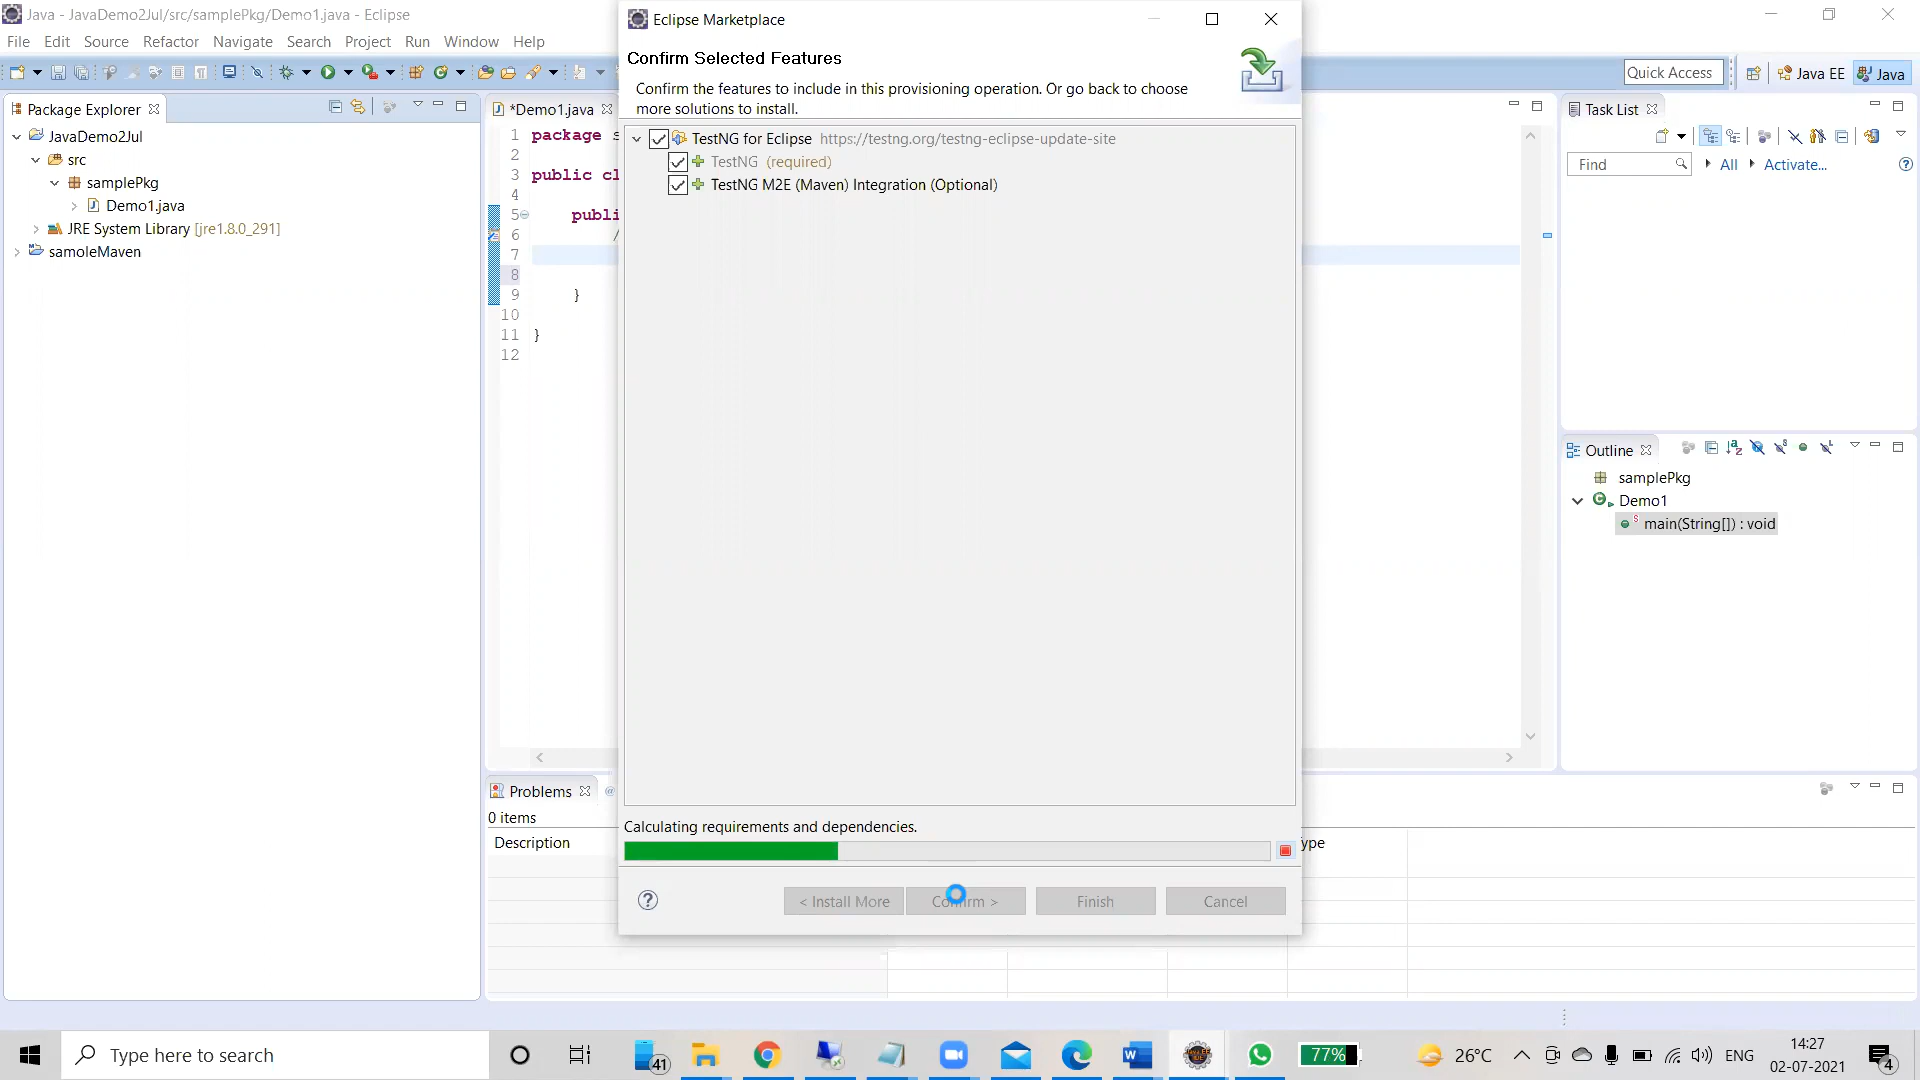 Java - JavaDemo2Jul/src/samplePkg/Demo1.java - Eclipse
File Edit Source Refactor Navigate Search Project Run Window Help
Quick Access
Java EE
Java
Package Explorer
JavaDemo2Jul
src
samplePkg
Demo1.java
JRE System Library [jre1.8.0_291]
samoleMaven
*Demo1.java
1 package s
2
3 public cl
4
5 publi
6 /
7
8
9 }
10
11 }
12
Eclipse Marketplace
Confirm Selected Features
Confirm the features to include in this provisioning operation. Or go back to choose
more solutions to install.
TestNG for Eclipse https://testng.org/testng-eclipse-update-site
TestNG (required)
TestNG M2E (Maven) Integration (Optional)
Calculating requirements and dependencies.
< Install More
Confirm >
Finish
Cancel
Task List
Find
All
Activate...
Outline
samplePkg
Demo1
main(String[]) : void
Problems
0 items
Description
ype
Type here to search
41
77%
26°C
ENG
14:27
02-07-2021
4